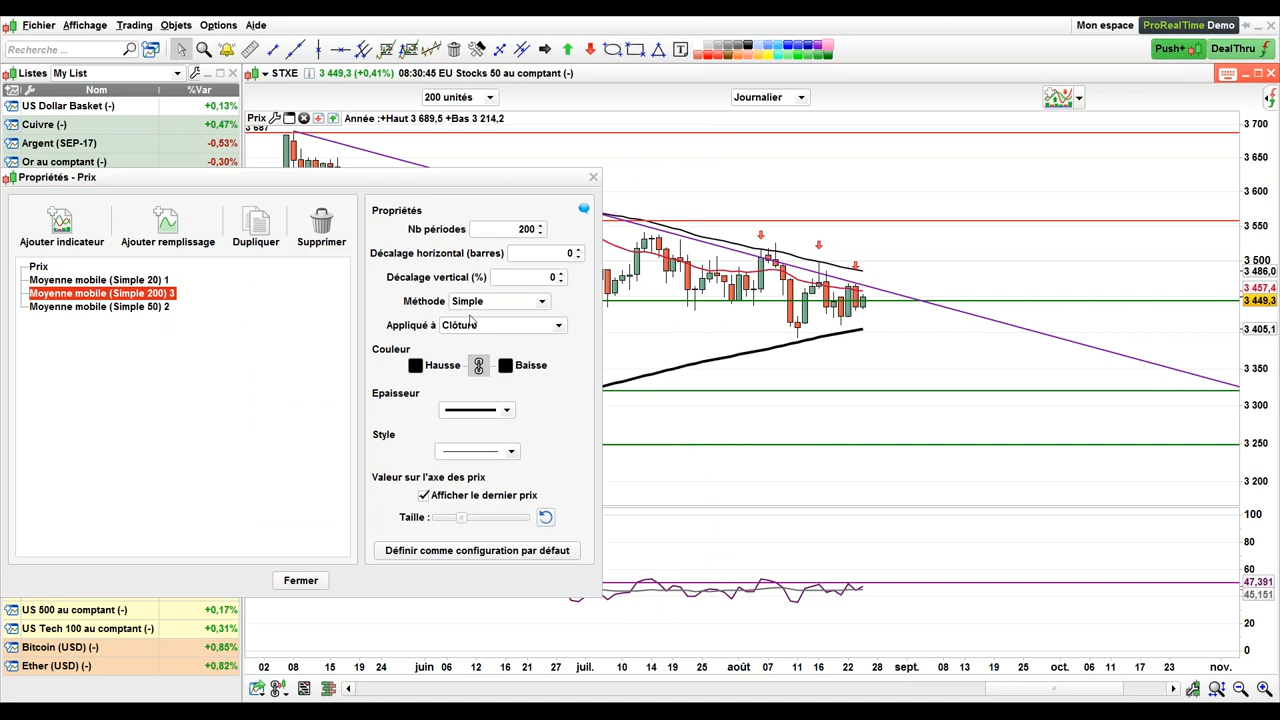 Fichier Affichage Trading Objets Options Aide
Mon espace ProRealTime Demo
Recherche ...
T
Push+ DealThru
Listes My List
STXE 3 449,3 (+0,41%) 08:30:45 EU Stocks 50 au comptant (-)
Nom %Var
200 unités Journalier
US Dollar Basket (-) +0,13%
Cuivre (-) +0,47%
Argent (SEP-17) -0,53%
Or au comptant (-) -0,30%
Prix Année :+Haut 3 689,5 +Bas 3 214,2
3 687
Propriétés - Prix
Ajouter indicateur
Ajouter remplissage
Dupliquer
Supprimer
Prix
Moyenne mobile (Simple 20) 1
Moyenne mobile (Simple 200) 3
Moyenne mobile (Simple 50) 2
Propriétés
Nb périodes 200
Décalage horizontal (barres) 0
Décalage vertical (%) 0
Méthode Simple
Appliqué à Clôture
Couleur
Hausse Baisse
Epaisseur
Style
Valeur sur l'axe des prix
Afficher le dernier prix
Taille :
Définir comme configuration par défaut
Fermer
US 500 au comptant (-) +0,17%
US Tech 100 au comptant (-) +0,31%
Bitcoin (USD) (-) +0,85%
Ether (USD) (-) +0,82%
3 700
3 650
3 600
3 550
3 500
3 486,0
3 457,4
3 449,3
3 405,1
3 350
3 300
3 250
3 200
100
80
60
47,391
45,151
20
0
02 08 15 19 24 juin 06 12 16 21 27 juil. 10 14 19 25 août 07 11 16 22 28 sept. 08 13 19 25 oct. 09 13 19 23 nov.